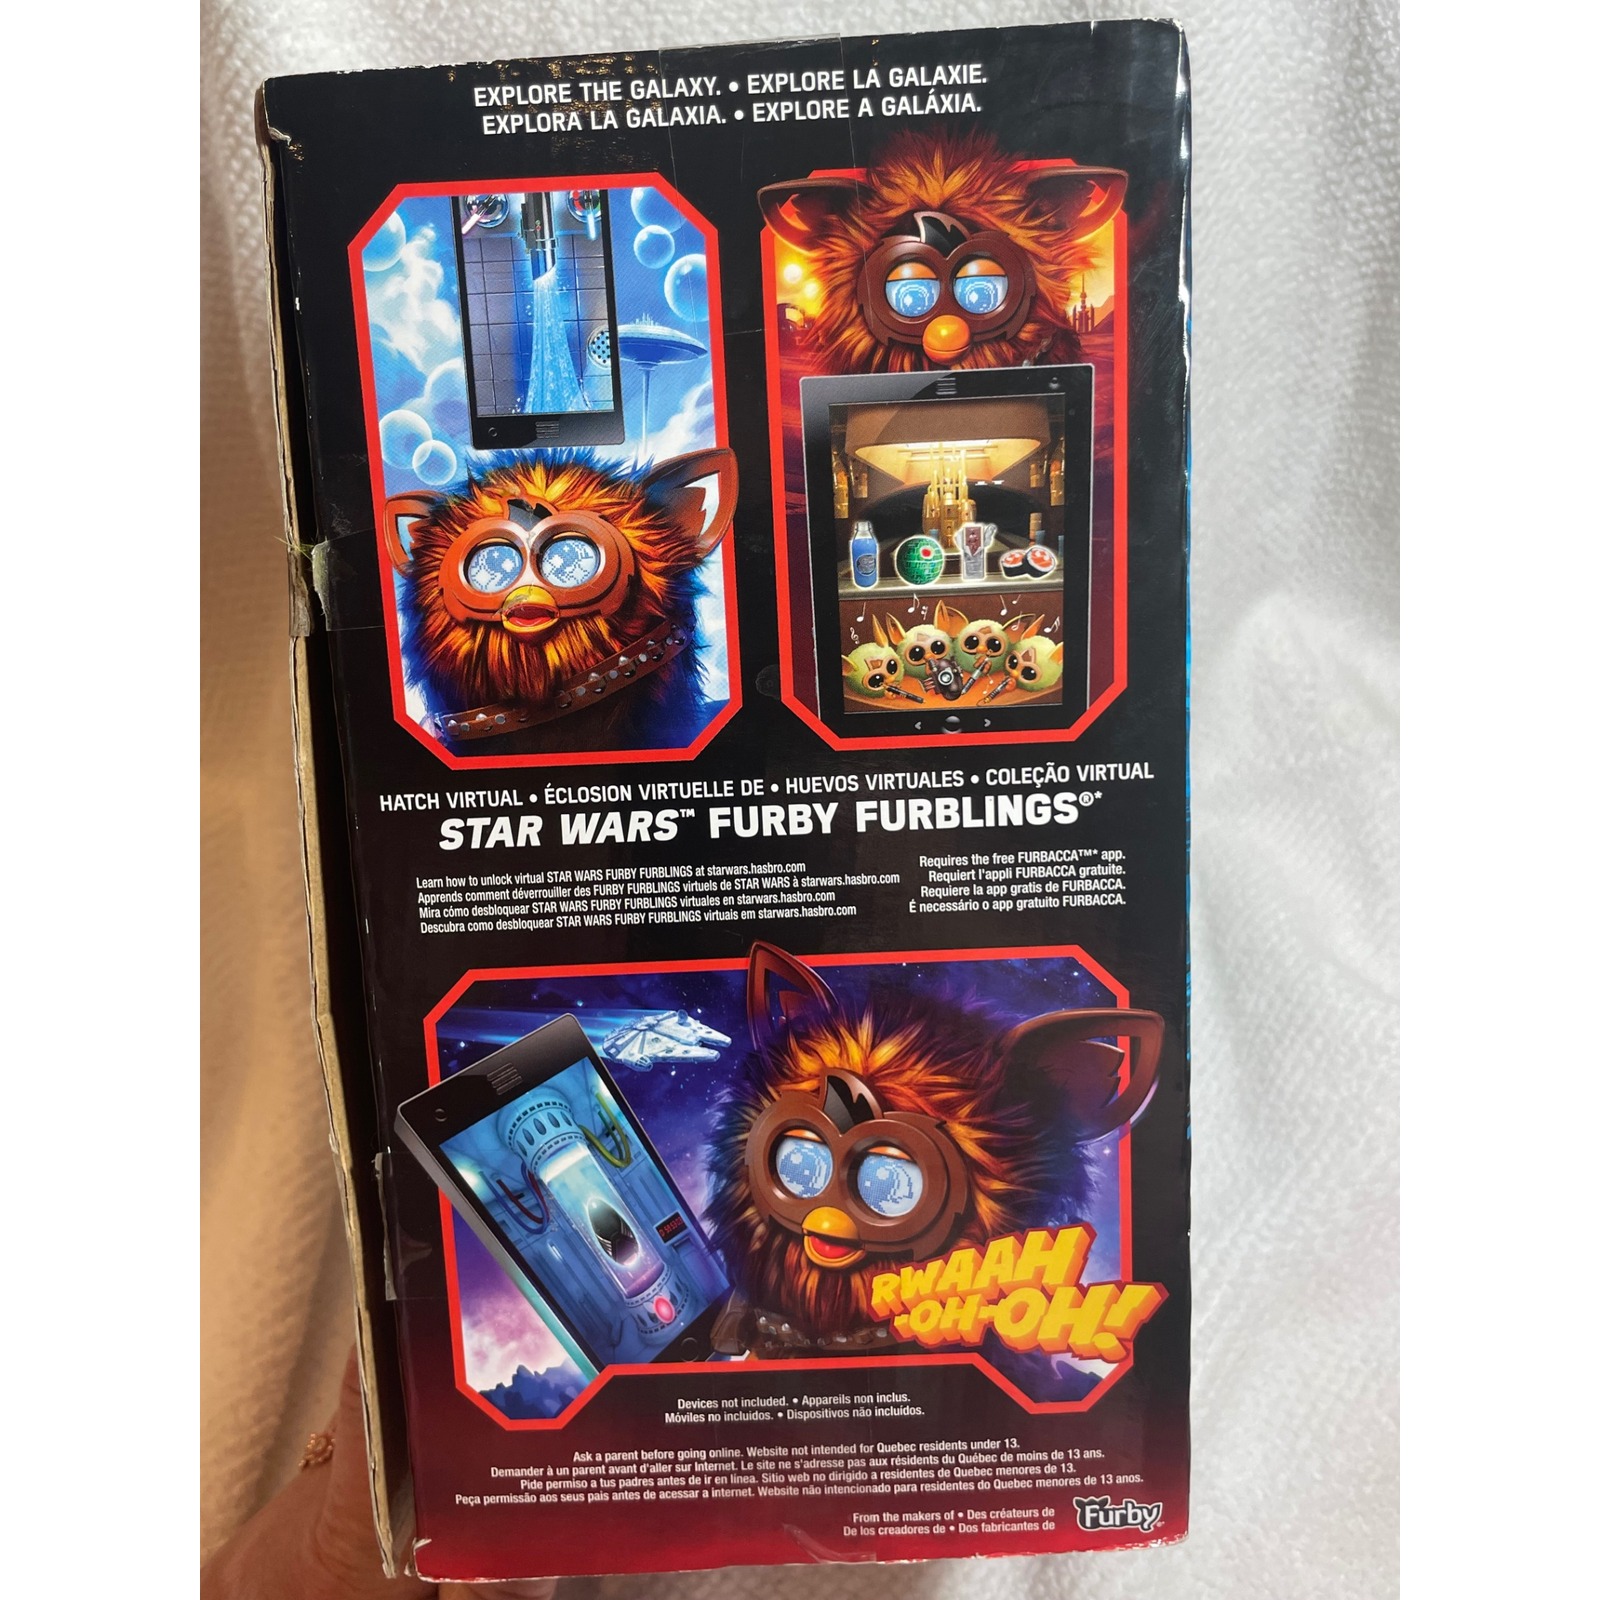 EXPLORE THE GALAXY. • EXPLORE LA GALAXIE.
EXPLORA LA GALAXIA. • EXPLORE A GALÁXIA.
HATCH VIRTUAL • ÉCLOSION VIRTUELLE DE • HUEVOS VIRTUALES • COLEÇÃO VIRTUAL
STAR WARS™ FURBY FURBLINGS®*
Learn how to unlock virtual STAR WARS FURBY FURBLINGS at starwars.hasbro.com
Apprends comment déverrouiller des FURBY FURBLINGS virtuels de STAR WARS à starwars.hasbro.com
Mira cómo desbloquear STAR WARS FURBY FURBLINGS virtuales en starwars.hasbro.com
Descubra como desbloquear STAR WARS FURBY FURBLINGS virtuais em starwars.hasbro.com
Requires the free FURBACCA™* app.
Requiert l'appli FURBACCA gratuite.
Requiere la app gratis de FURBACCA.
É necessário o app gratuito FURBACCA.
RWAAH
-OH-OH!
Devices not included. • Appareils non inclus.
Móviles no incluidos. • Dispositivos não incluídos.
Ask a parent before going online. Website not intended for Quebec residents under 13.
Demander à un parent avant d'aller sur Internet. Le site ne s'adresse pas aux résidents du Québec de moins de 13 ans.
Pide permiso a tus padres antes de ir en línea. Sitio web no dirigido a residentes de Quebec menores de 13.
Peça permissão aos seus pais antes de acessar a internet. Website não intencionado para residentes do Quebec menores de 13 anos.
From the makers of • Des créateurs de
De los creadores de • Dos fabricantes de
Furby